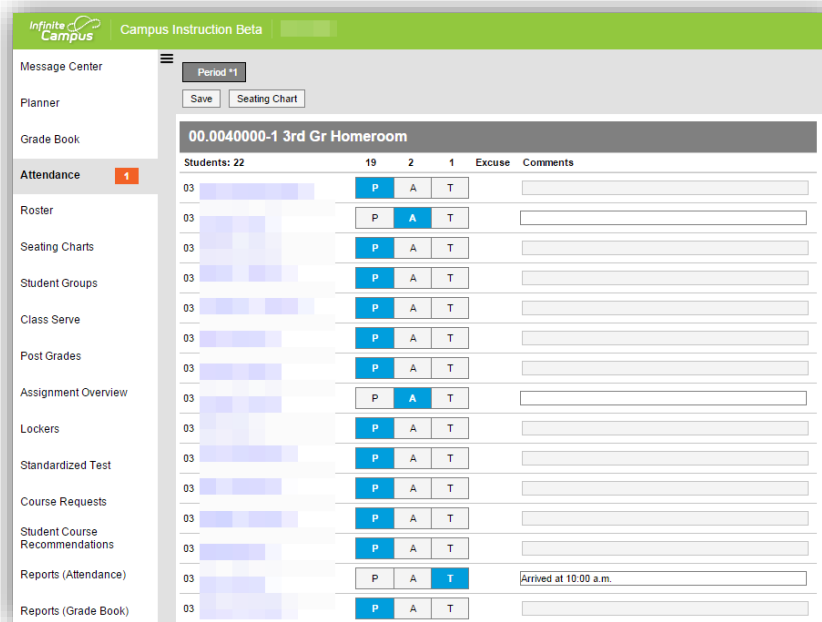 Infinite
Campus
Campus Instruction Beta
Message Center
Planner
Grade Book
Attendance 1
Roster
Seating Charts
Student Groups
Class Serve
Post Grades
Assignment Overview
Lockers
Standardized Test
Course Requests
Student Course
Recommendations
Reports (Attendance)
Reports (Grade Book)
Period *1
Save Seating Chart
00.0040000-1 3rd Gr Homeroom
Students: 22 19 2 1 Excuse Comments
03 P A T
03 P A T
03 P A T
03 P A T
03 P A T
03 P A T
03 P A T
03 P A T
03 P A T
03 P A T
03 P A T
03 P A T
03 P A T
03 P A T Arrived at 10:00 a.m.
03 P A T